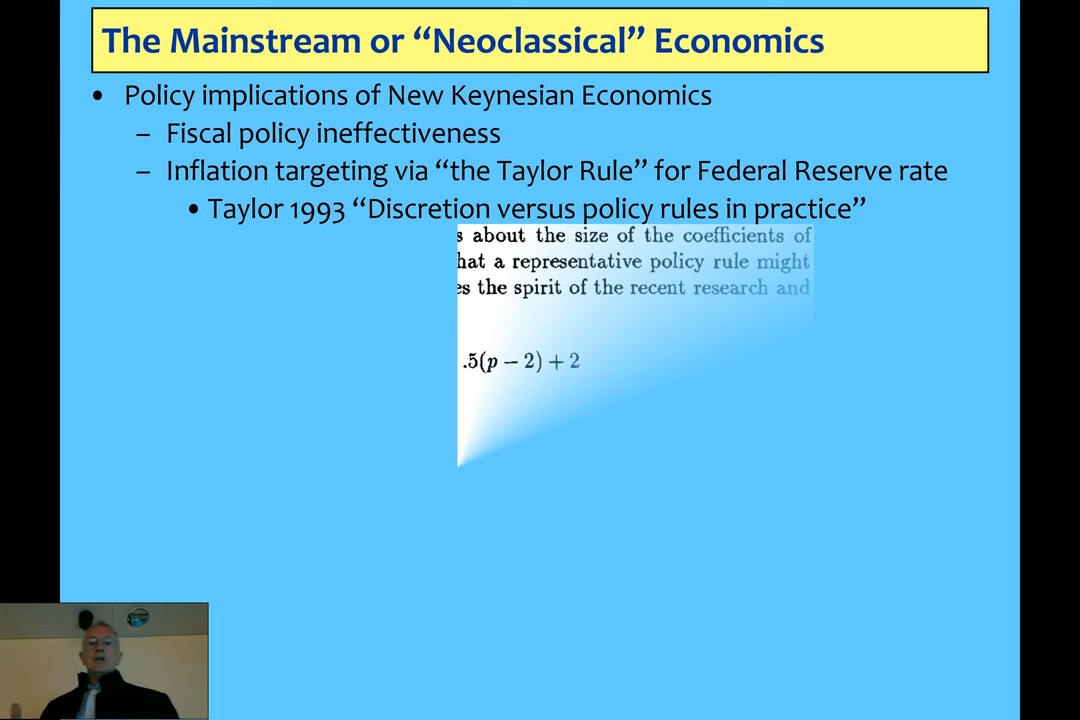 The Mainstream or “Neoclassical” Economics
• Policy implications of New Keynesian Economics
– Fiscal policy ineffectiveness
– Inflation targeting via “the Taylor Rule” for Federal Reserve rate
• Taylor 1993 “Discretion versus policy rules in practice”
s about the size of the coefficients of
hat a representative policy rule might
es the spirit of the recent research and
.5(p – 2) + 2